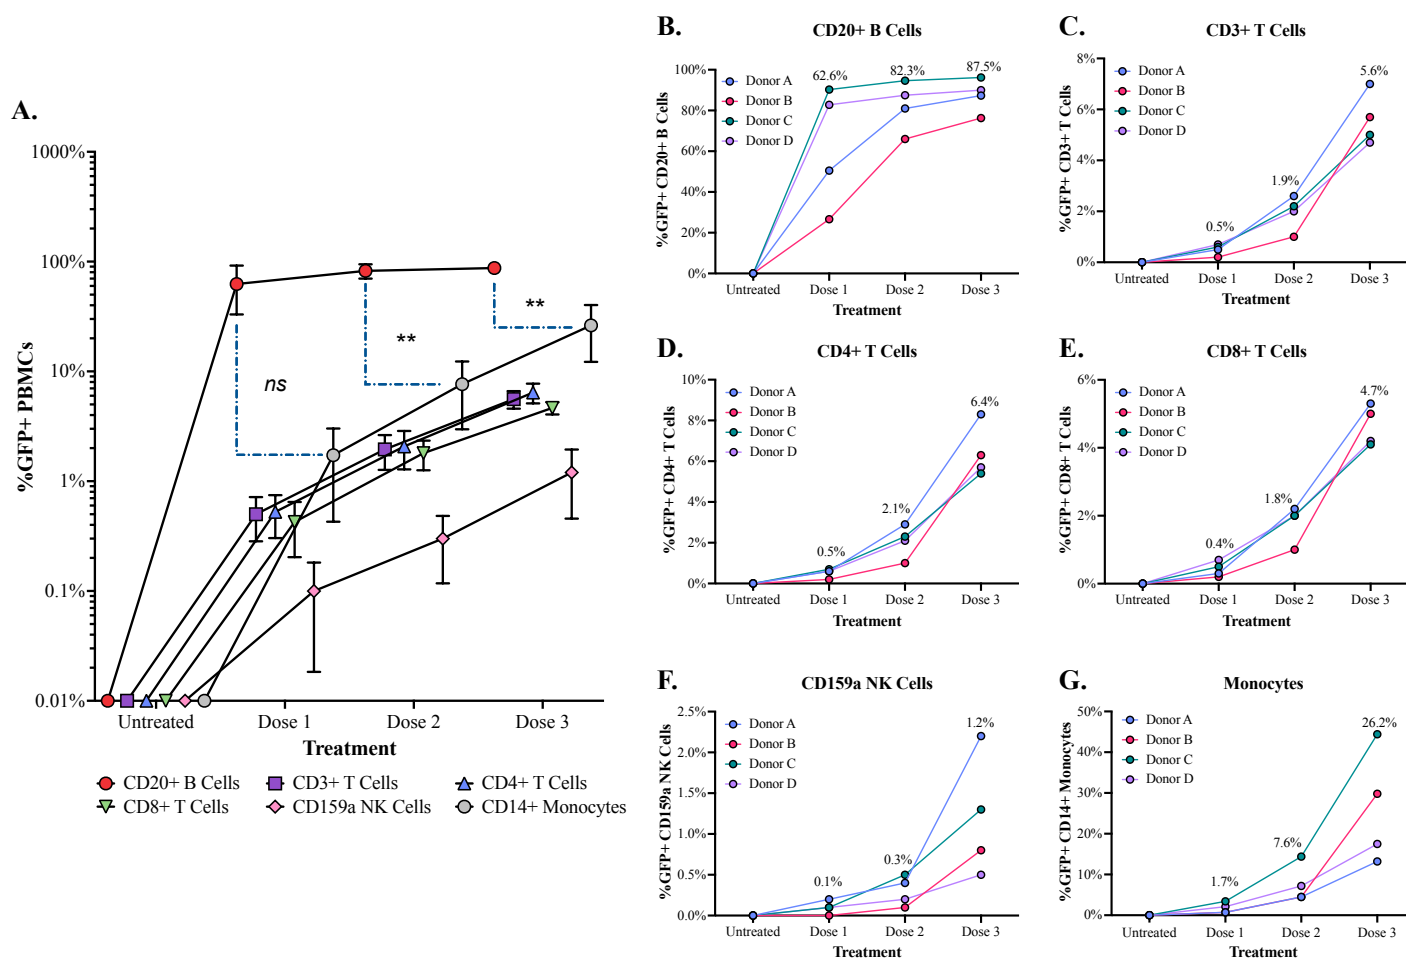 A.
1000%
100%
10%
1%
0.1%
0.01%
%GFP+ PBMCs
ns
**
**
Untreated Dose 1 Dose 2 Dose 3
Treatment
CD20+ B Cells CD3+ T Cells CD4+ T Cells
CD8+ T Cells CD159a NK Cells CD14+ Monocytes
B.
CD20+ B Cells
100%
80%
60%
40%
20%
0%
%GFP+ CD20+ B Cells
Donor A
Donor B
Donor C
Donor D
62.6% 82.3% 87.5%
Untreated Dose 1 Dose 2 Dose 3
Treatment
C.
CD3+ T Cells
8%
6%
4%
2%
0%
%GFP+ CD3+ T Cells
Donor A
Donor B
Donor C
Donor D
0.5% 1.9% 5.6%
Untreated Dose 1 Dose 2 Dose 3
Treatment
D.
CD4+ T Cells
10%
8%
6%
4%
2%
0%
%GFP+ CD4+ T Cells
Donor A
Donor B
Donor C
Donor D
0.5% 2.1% 6.4%
Untreated Dose 1 Dose 2 Dose 3
Treatment
E.
CD8+ T Cells
6%
4%
2%
0%
%GFP+ CD8+ T Cells
Donor A
Donor B
Donor C
Donor D
0.4% 1.8% 4.7%
Untreated Dose 1 Dose 2 Dose 3
Treatment
F.
CD159a NK Cells
2.5%
2.0%
1.5%
1.0%
0.5%
0.0%
%GFP+ CD159a NK Cells
Donor A
Donor B
Donor C
Donor D
0.1% 0.3% 1.2%
Untreated Dose 1 Dose 2 Dose 3
Treatment
G.
Monocytes
50%
40%
30%
20%
10%
0%
%GFP+ CD14+ Monocytes
Donor A
Donor B
Donor C
Donor D
1.7% 7.6% 26.2%
Untreated Dose 1 Dose 2 Dose 3
Treatment